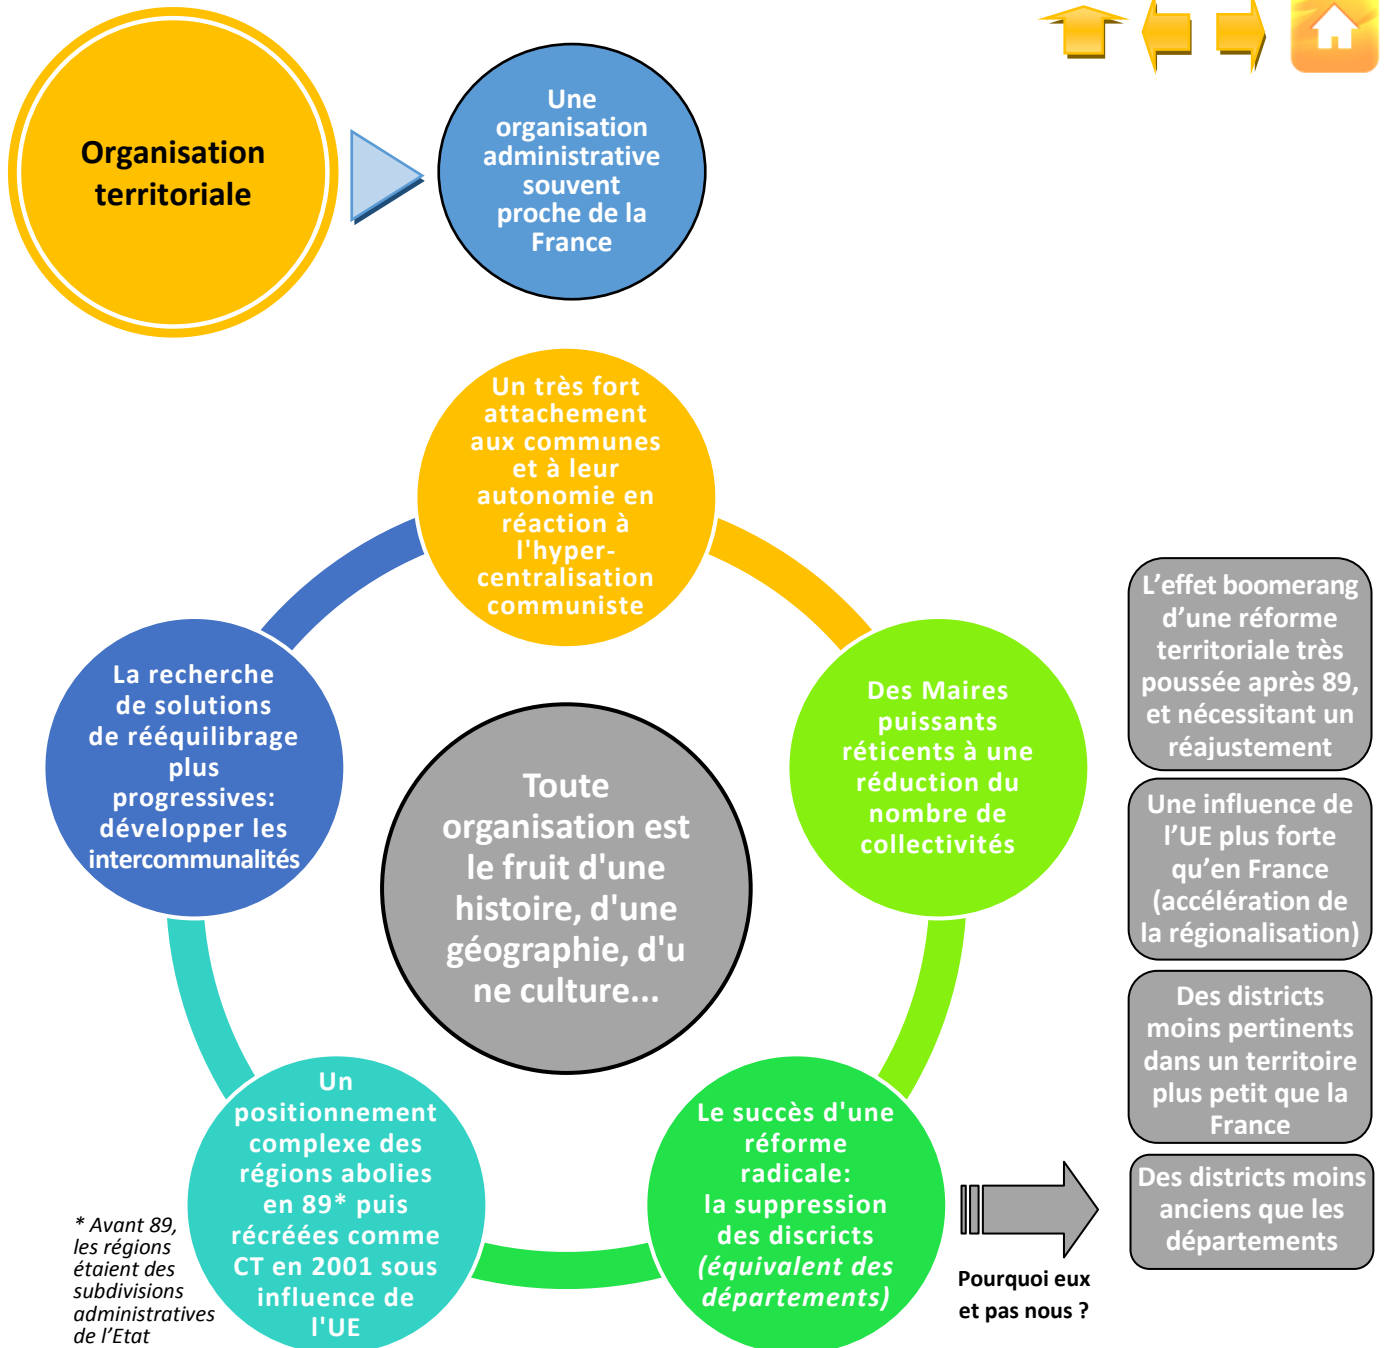 Organisation
territoriale
Une
organisation
administrative
souvent
proche de la
France
Un très fort
attachement
aux communes
et à leur
autonomie en
réaction à
l'hyper-
centralisation
communiste
La recherche
de solutions
de rééquilibrage
plus
progressives:
développer les
intercommunalités
Des Maires
puissants
réticents à une
réduction du
nombre de
collectivités
Toute
organisation est
le fruit d'une
histoire, d'une
géographie, d'u
ne culture...
Un
positionnement
complexe des
régions abolies
en 89* puis
récréées comme
CT en 2001 sous
influence de
l'UE
Le succès d'une
réforme
radicale:
la suppression
des discricts
(équivalent des
départements)
* Avant 89,
les régions
étaient des
subdivisions
administratives
de l’Etat
Pourquoi eux
et pas nous ?
L’effet boomerang
d’une réforme
territoriale très
poussée après 89,
et nécessitant un
réajustement
Une influence de
l’UE plus forte
qu’en France
(accélération de
la régionalisation)
Des districts
moins pertinents
dans un territoire
plus petit que la
France
Des districts moins
anciens que les
départements